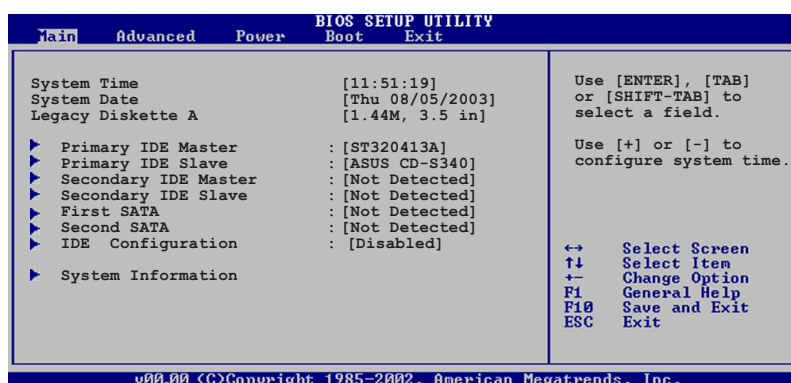 BIOS SETUP UTILITY
Main Advanced Power Boot Exit
System Time [11:51:19]
System Date [Thu 08/05/2003]
Legacy Diskette A [1.44M, 3.5 in]
Primary IDE Master : [ST320413A]
Primary IDE Slave : [ASUS CD-S340]
Secondary IDE Master : [Not Detected]
Secondary IDE Slave : [Not Detected]
First SATA : [Not Detected]
Second SATA : [Not Detected]
IDE Configuration : [Disabled]
System Information
Use [ENTER], [TAB]
or [SHIFT-TAB] to
select a field.
Use [+] or [-] to
configure system time.
↔ Select Screen
↑↓ Select Item
+- Change Option
F1 General Help
F10 Save and Exit
ESC Exit
v00.00 (C)Copyright 1985-2002, American Megatrends, Inc.